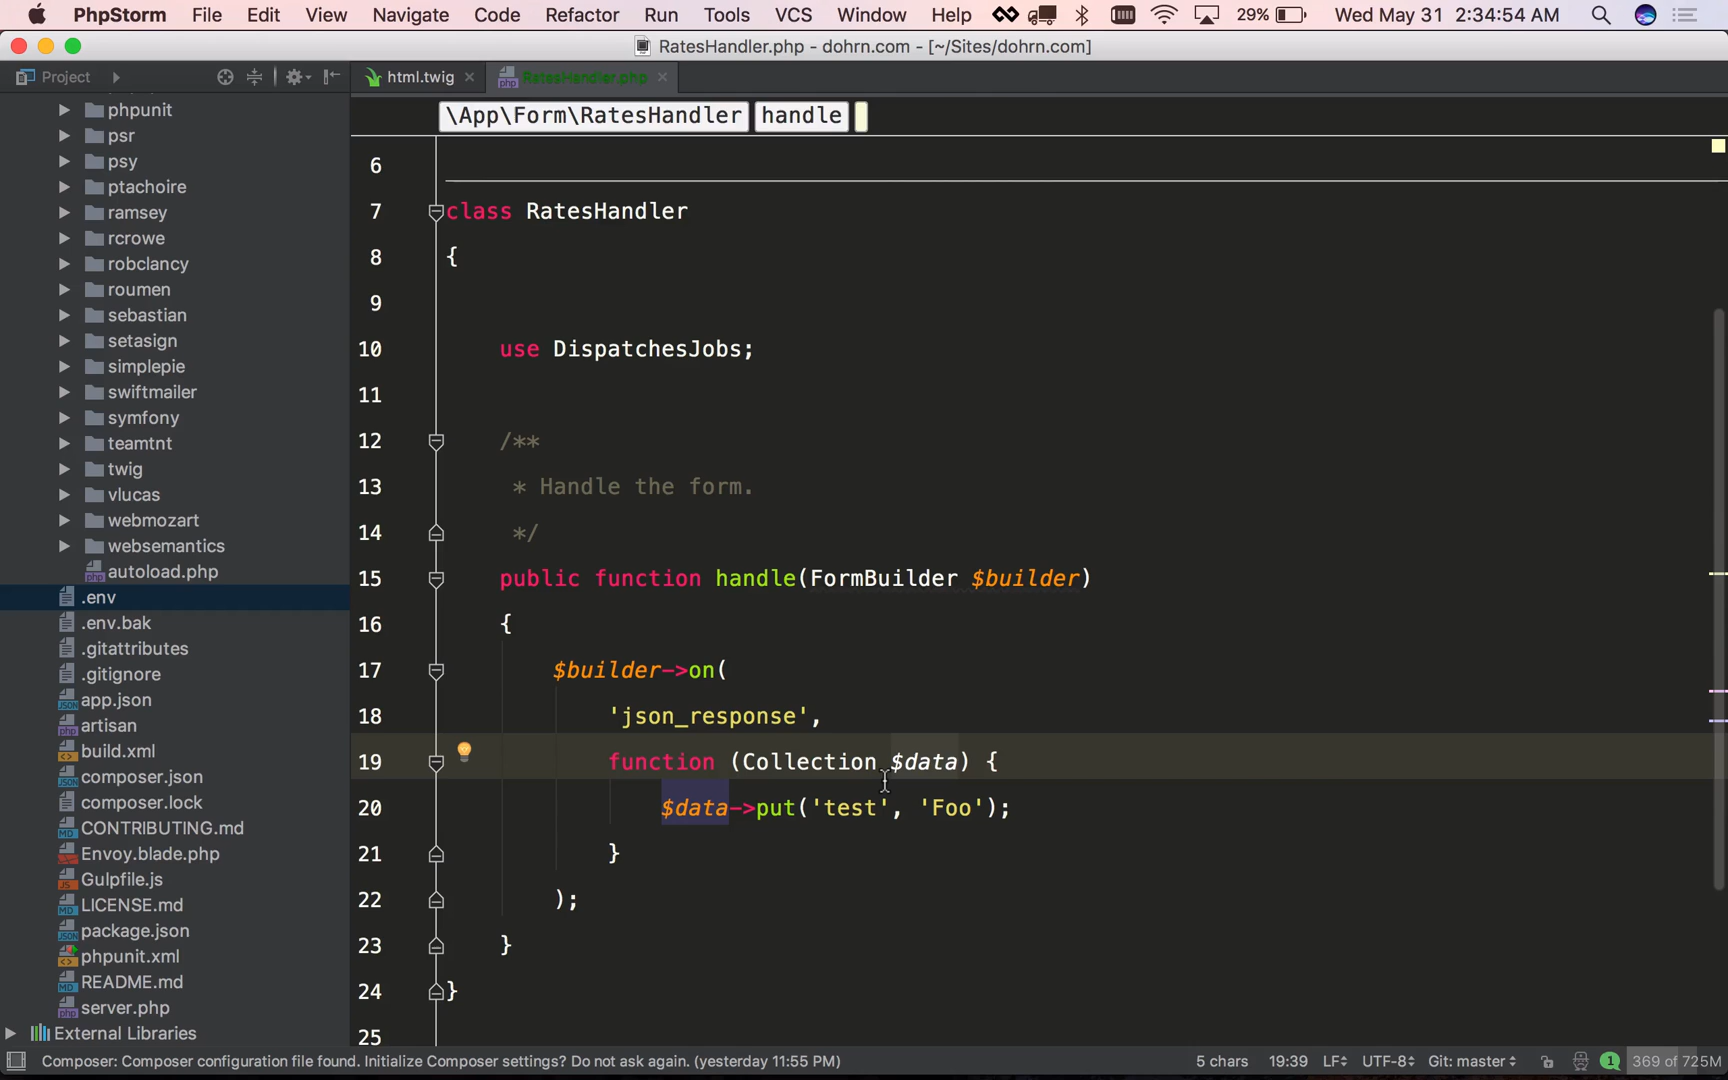 PhpStorm File Edit View Navigate Code Refactor Run Tools VCS Window Help 29% Wed May 31 2:34:54 AM
RatesHandler.php - dohrn.com - [~/Sites/dohrn.com]
Project html.twig RatesHandler.php
\App\Form\RatesHandler handle
phpunit
psr
psy
ptachoire
ramsey
rcrowe
robclancy
roumen
sebastian
setasign
simplepie
swiftmailer
symfony
teamtnt
twig
vlucas
webmozart
websemantics
autoload.php
.env
.env.bak
.gitattributes
.gitignore
app.json
artisan
build.xml
composer.json
composer.lock
CONTRIBUTING.md
Envoy.blade.php
Gulpfile.js
LICENSE.md
package.json
phpunit.xml
README.md
server.php
External Libraries
6
7 class RatesHandler
8 {
9
10 use DispatchesJobs;
11
12 /**
13 * Handle the form.
14 */
15 public function handle(FormBuilder $builder)
16 {
17 $builder->on(
18 'json_response',
19 function (Collection $data) {
20 $data->put('test', 'Foo');
21 }
22 );
23 }
24 }
25
Composer: Composer configuration file found. Initialize Composer settings? Do not ask again. (yesterday 11:55 PM) 5 chars 19:39 LF UTF-8 Git: master 1 369 of 725M